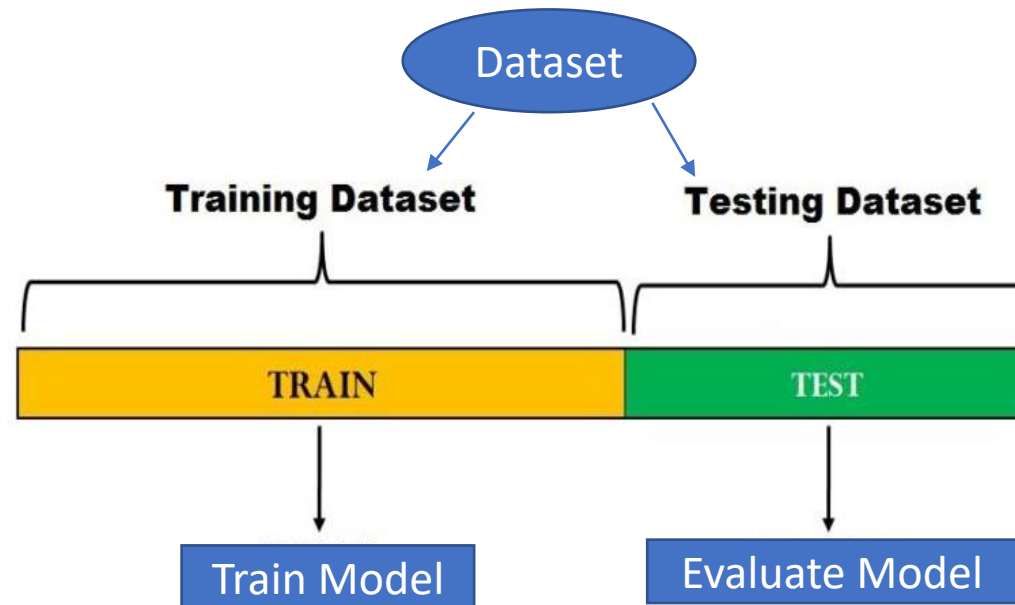 Dataset
Training Dataset
Testing Dataset
TRAIN
TEST
Train Model
Evaluate Model